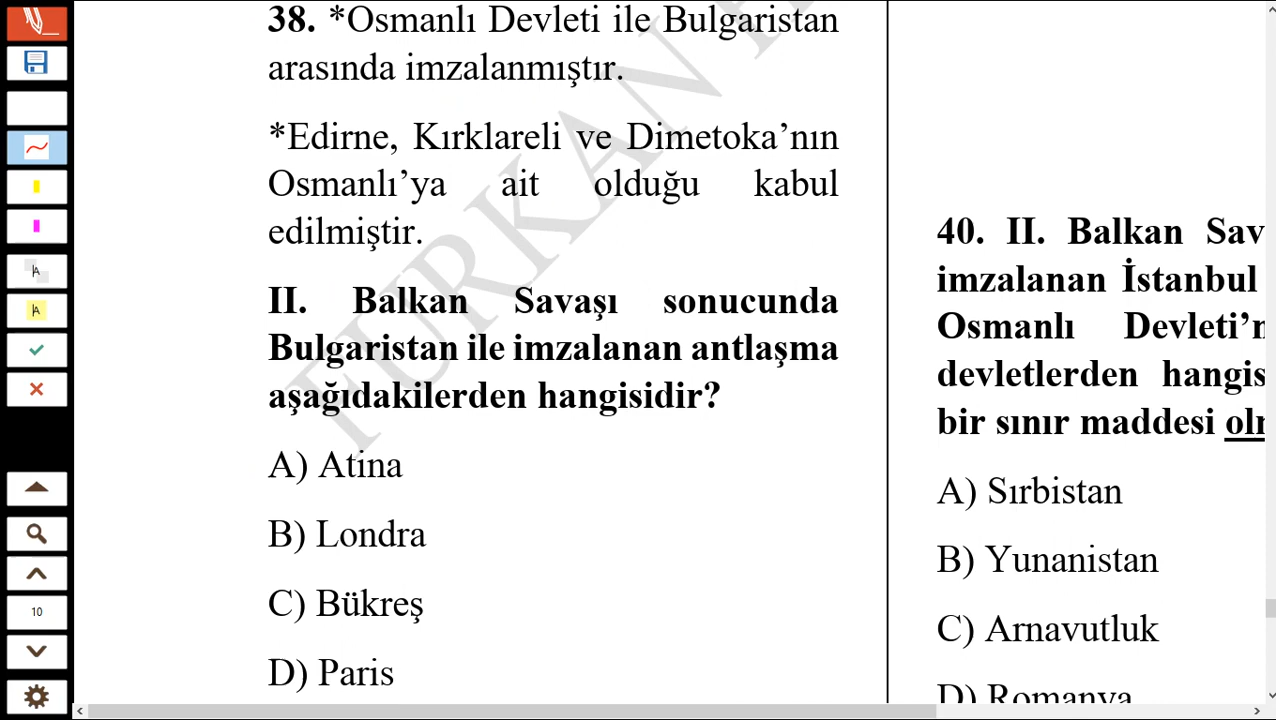 38. *Osmanlı Devleti ile Bulgaristan
arasında imzalanmıştır.
*Edirne, Kırklareli ve Dimetoka’nın
Osmanlı’ya ait olduğu kabul
edilmiştir.
II. Balkan Savaşı sonucunda
Bulgaristan ile imzalanan antlaşma
aşağıdakilerden hangisidir?
A) Atina
B) Londra
C) Bükreş
D) Paris
40. II. Balkan Sav
imzalanan İstanbul
Osmanlı Devleti’n
devletlerden hangis
bir sınır maddesi
A) Sırbistan
B) Yunanistan
C) Arnavutluk
D) Romanya
FURKAN
A
A
10